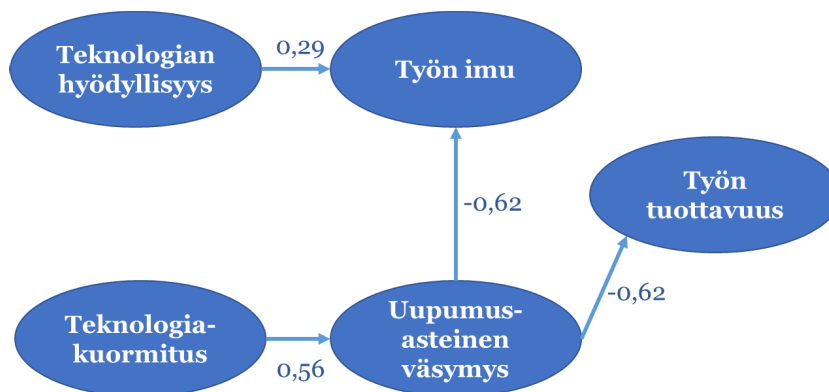 Teknologian
hyödyllisyys
0,29
Työn imu
-0,62
Työn
tuottavuus
Teknologia-
kuormitus
0,56
Uupumus-
asteinen
väsymys
-0,62